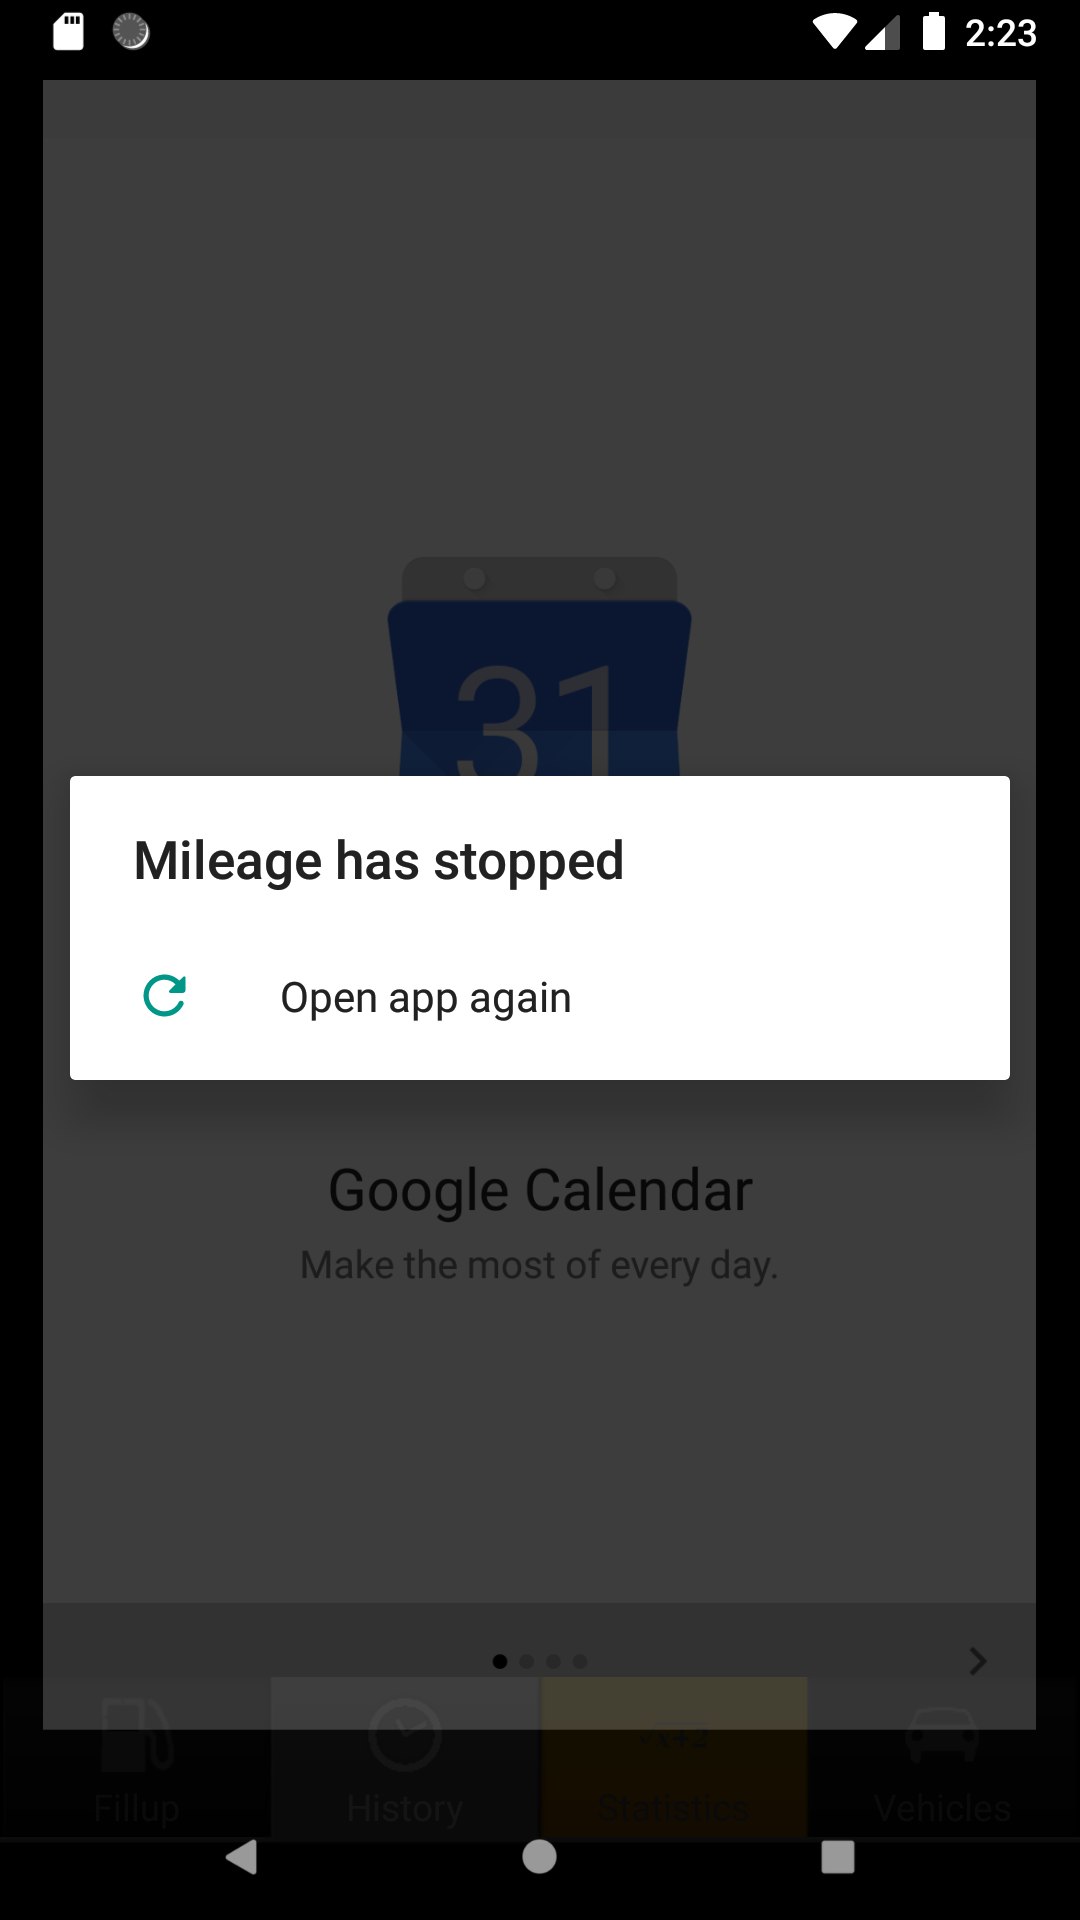 2:23
31
Mileage has stopped
Open app again
Google Calendar
Make the most of every day.
Fillup
History
Statistics
Vehicles